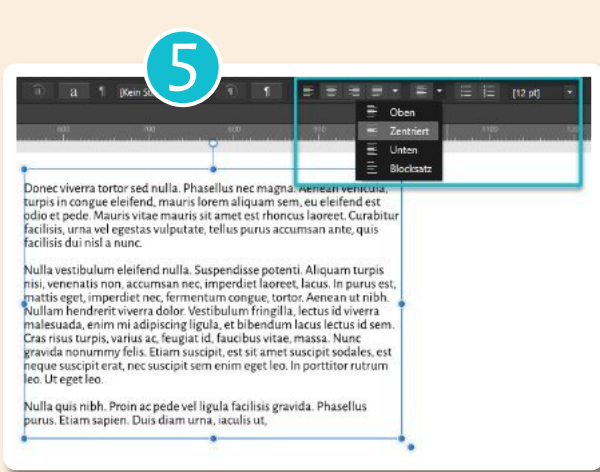 5
a a ¶ [Kein ¶ ¶ [12 pt]
600 700 800 900 1100 1200
Oben
Zentriert
Unten
Blocksatz
Donec viverra tortor sed nulla. Phasellus nec magna. Aenean vehicula,
turpis in congue eleifend, mauris lorem aliquam sem, eu eleifend est
odio et pede. Mauris vitae mauris sit amet est rhoncus laoreet. Curabitur
facilisis, urna vel egestas vulputate, tellus purus accumsan ante, quis
facilisis dui nisl a nunc.
Nulla vestibulum eleifend nulla. Suspendisse potenti. Aliquam turpis
nisi, venenatis non, accumsan nec, imperdiet laoreet, lacus. In purus est,
mattis eget, imperdiet nec, fermentum congue, tortor. Aenean ut nibh.
Nullam hendrerit viverra dolor. Vestibulum fringilla, lectus id viverra
malesuada, enim mi adipiscing ligula, et bibendum lacus lectus id sem.
Cras risus turpis, varius ac, feugiat id, faucibus vitae, massa. Nunc
gravida nonummy felis. Etiam suscipit, est sit amet suscipit sodales, est
neque suscipit erat, nec suscipit sem enim eget leo. In porttitor rutrum
leo. Ut eget leo.
Nulla quis nibh. Proin ac pede vel ligula facilisis gravida. Phasellus
purus. Etiam sapien. Duis diam urna, iaculis ut,